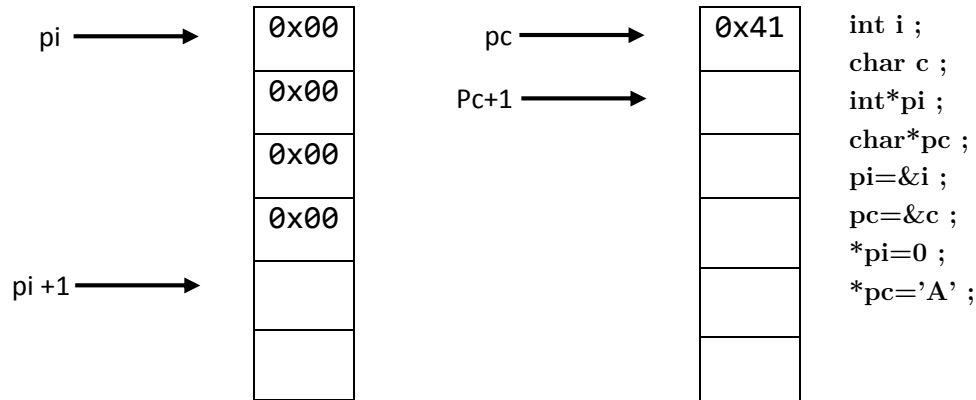 pi
0x00
0x00
0x00
0x00
pi +1
pc
0x41
Pc+1
int i ;
char c ;
int*pi ;
char*pc ;
pi=&i ;
pc=&c ;
*pi=0 ;
*pc=’A’ ;